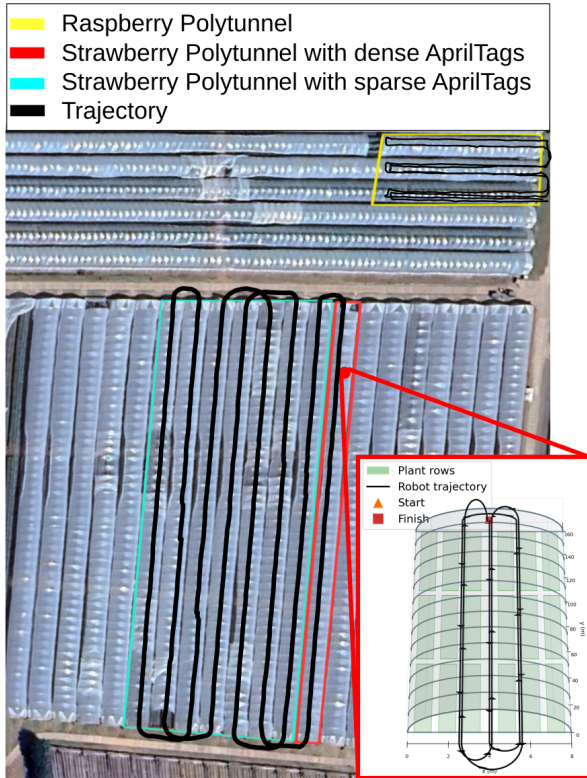 Raspberry Polytunnel
Strawberry Polytunnel with dense AprilTags
Strawberry Polytunnel with sparse AprilTags
Trajectory
Plant rows
Robot trajectory
Start
Finish
160
140
120
100
80
60
40
20
0
y (m)
0
2
4
6
8
x (m)